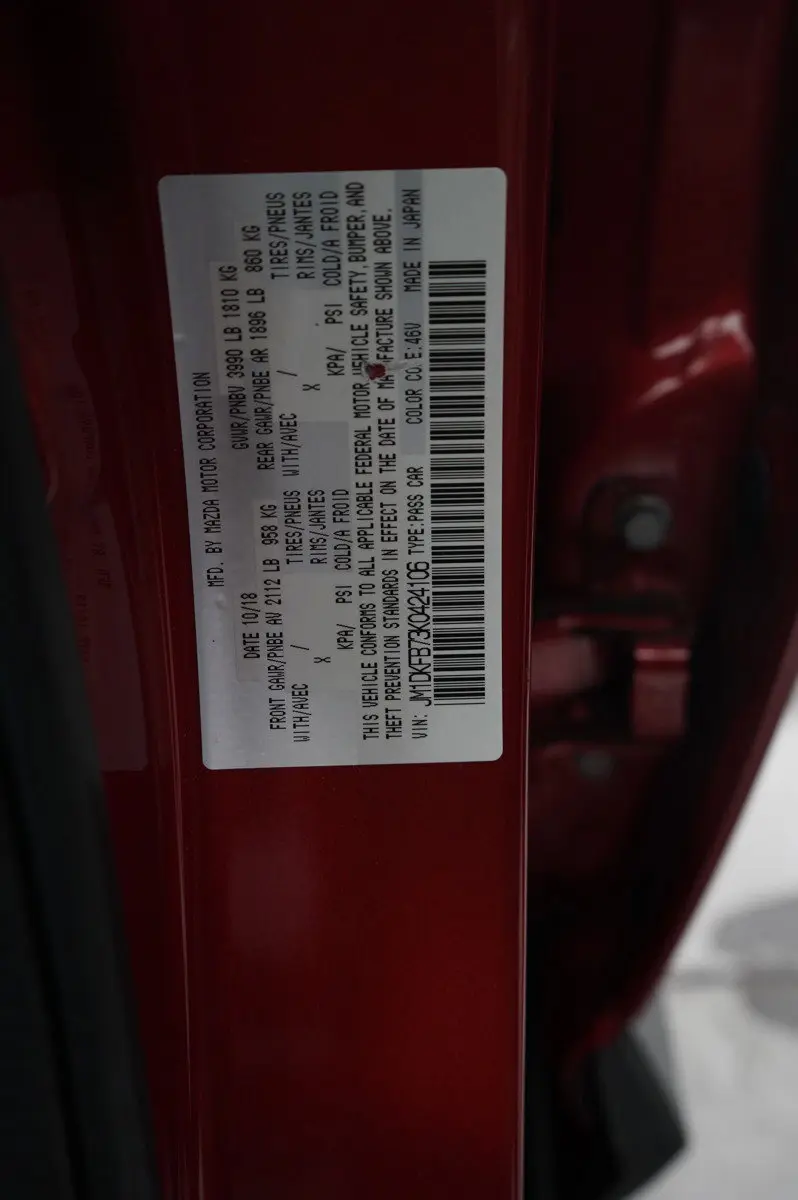 MFD. BY MAZDA MOTOR CORPORATION
DATE 10/18 GVWR/PNBV 3990 LB 1810 KG
FRONT GAWR/PNBE AV 2112 LB 958 KG REAR GAWR/PNBE AR 1896 LB 860 KG
WITH/AVEC / TIRES/PNEUS WITH/AVEC / TIRES/PNEUS
X RIMS/JANTES X RIMS/JANTES
KPA/ PSI COLD/A FROID KPA/ PSI COLD/A FROID
THIS VEHICLE CONFORMS TO ALL APPLICABLE FEDERAL MOTOR VEHICLE SAFETY, BUMPER, AND
THEFT PREVENTION STANDARDS IN EFFECT ON THE DATE OF MA FACTURE SHOWN ABOVE.
VIN: JM1DKFB73K0424106 TYPE:PASS CAR COLOR CO E:46V MADE IN JAPAN